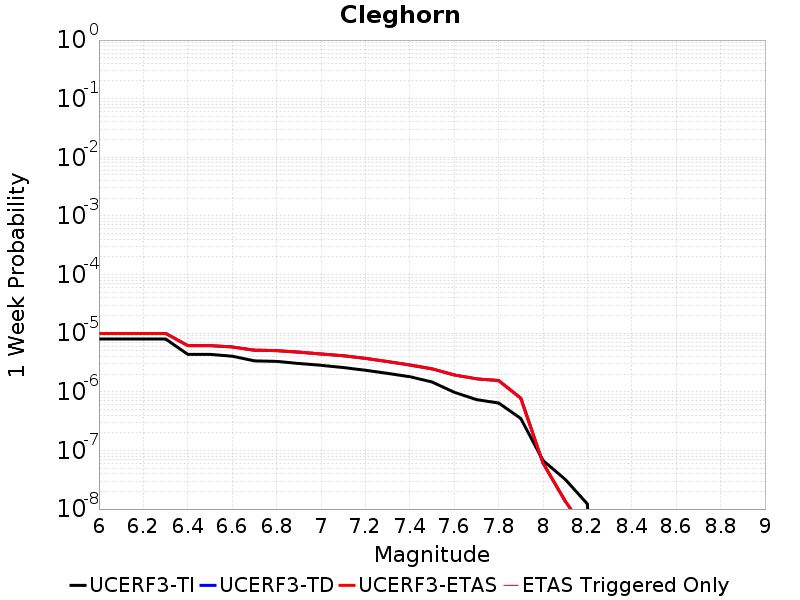 Cleghorn
10^0
10^-1
10^-2
10^-3
10^-4
10^-5
10^-6
10^-7
10^-8
1 Week Probability
6 6.2 6.4 6.6 6.8 7 7.2 7.4 7.6 7.8 8 8.2 8.4 8.6 8.8 9
Magnitude
UCERF3-TI UCERF3-TD UCERF3-ETAS ETAS Triggered Only